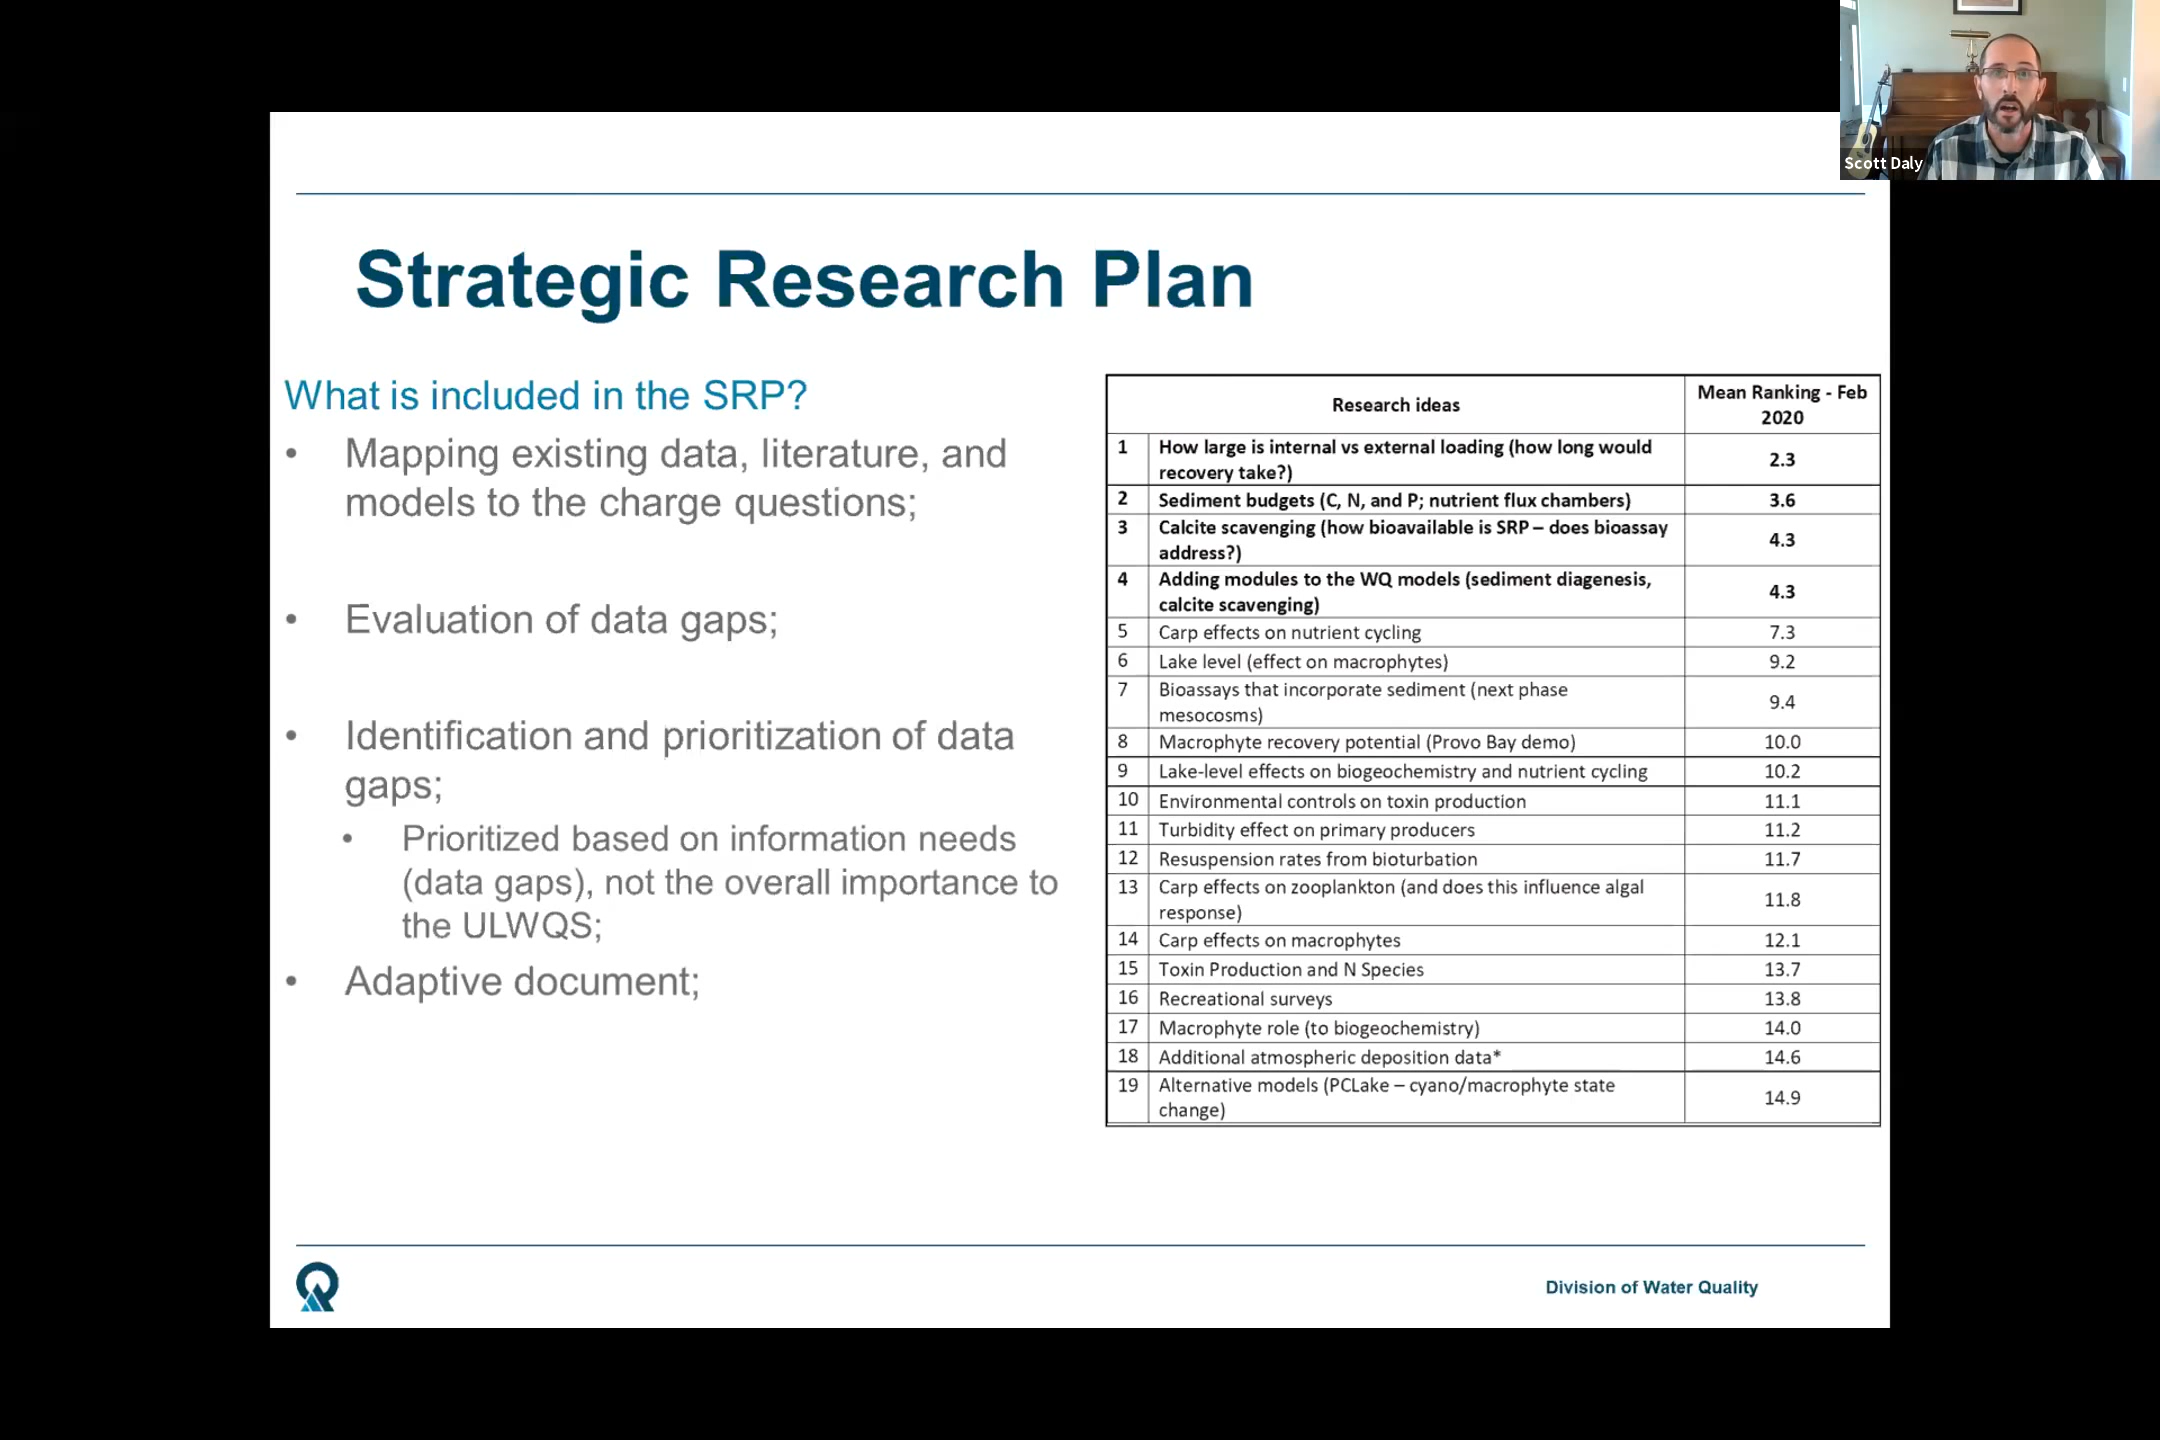 Scott Daly
Strategic Research Plan
What is included in the SRP?
• Mapping existing data, literature, and
models to the charge questions;
• Evaluation of data gaps;
• Identification and prioritization of data
gaps;
• Prioritized based on information needs
(data gaps), not the overall importance to
the ULWQS;
• Adaptive document;
Research ideas
Mean Ranking - Feb
2020
1 How large is internal vs external loading (how long would
recovery take?)
2.3
2 Sediment budgets (C, N, and P; nutrient flux chambers) 3.6
3 Calcite scavenging (how bioavailable is SRP – does bioassay
address?)
4.3
4 Adding modules to the WQ models (sediment diagenesis,
calcite scavenging)
4.3
5 Carp effects on nutrient cycling 7.3
6 Lake level (effect on macrophytes) 9.2
7 Bioassays that incorporate sediment (next phase
mesocosms)
9.4
8 Macrophyte recovery potential (Provo Bay demo) 10.0
9 Lake-level effects on biogeochemistry and nutrient cycling 10.2
10 Environmental controls on toxin production 11.1
11 Turbidity effect on primary producers 11.2
12 Resuspension rates from bioturbation 11.7
13 Carp effects on zooplankton (and does this influence algal
response)
11.8
14 Carp effects on macrophytes 12.1
15 Toxin Production and N Species 13.7
16 Recreational surveys 13.8
17 Macrophyte role (to biogeochemistry) 14.0
18 Additional atmospheric deposition data* 14.6
19 Alternative models (PCLake – cyano/macrophyte state
change)
14.9
Division of Water Quality